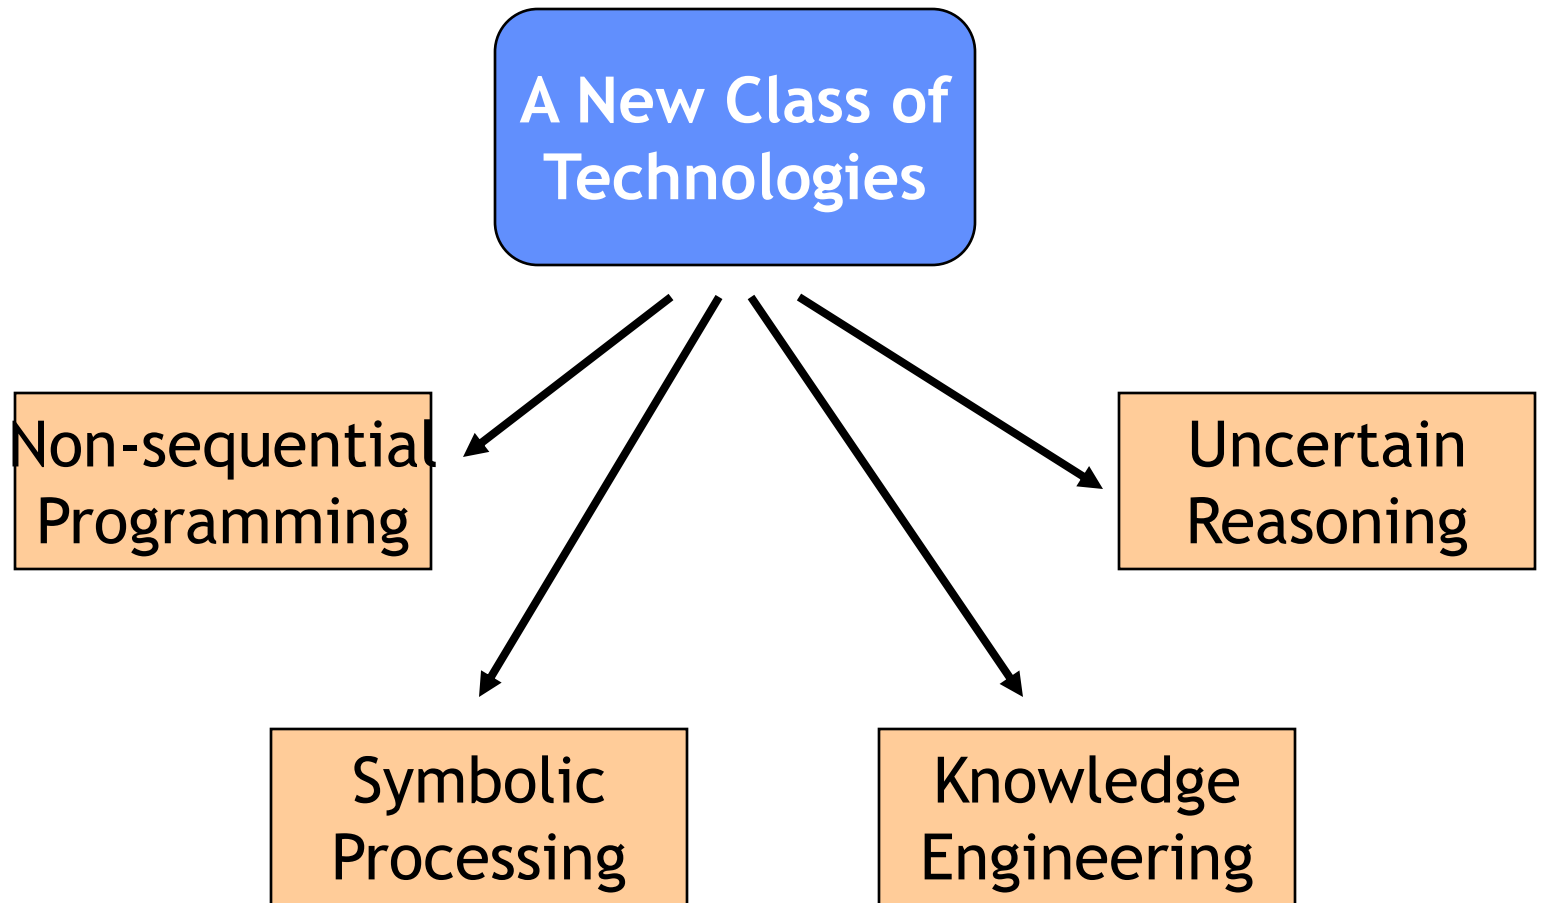 A New Class of
Technologies
Non-sequential
Programming
Uncertain
Reasoning
Symbolic
Processing
Knowledge
Engineering